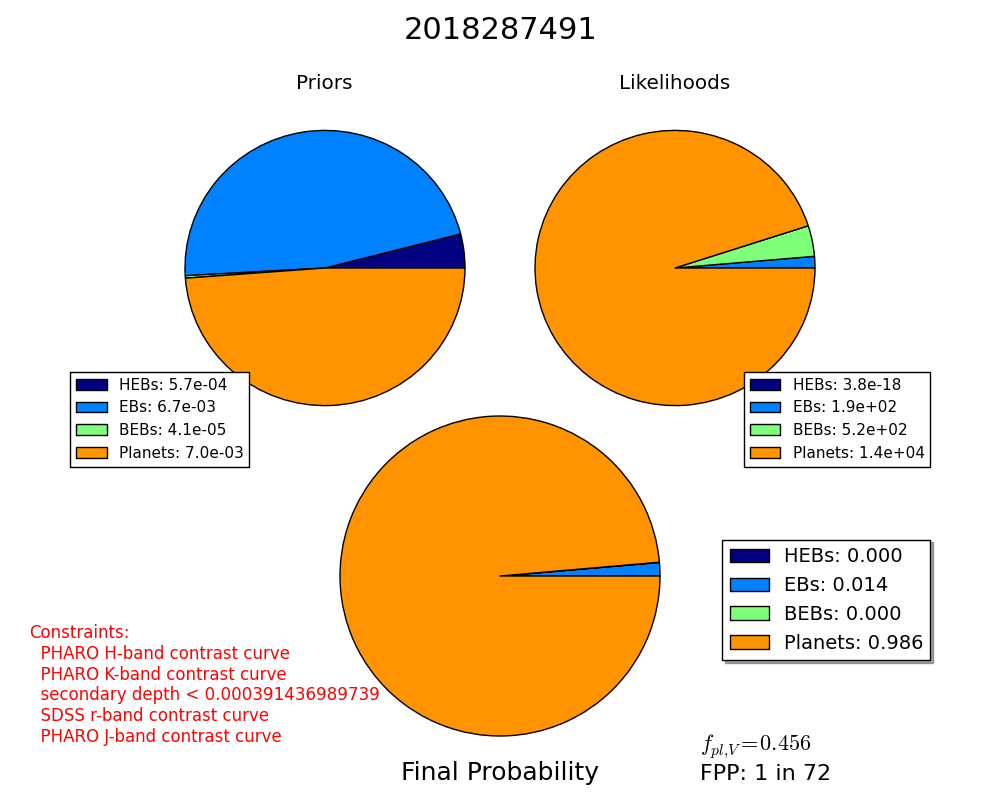 2018287491
Priors
Likelihoods
HEBs: 5.7e-04
EBs: 6.7e-03
BEBs: 4.1e-05
Planets: 7.0e-03
HEBs: 3.8e-18
EBs: 1.9e+02
BEBs: 5.2e+02
Planets: 1.4e+04
HEBs: 0.000
EBs: 0.014
BEBs: 0.000
Planets: 0.986
Constraints:
PHARO H-band contrast curve
PHARO K-band contrast curve
secondary depth < 0.000391436989739
SDSS r-band contrast curve
PHARO J-band contrast curve
Final Probability
f_{pl,V}=0.456
FPP: 1 in 72